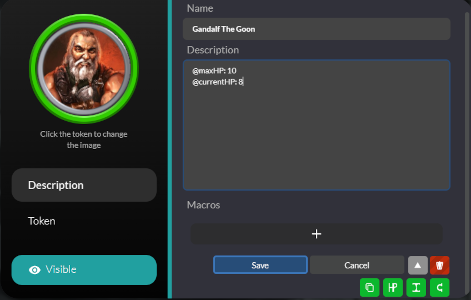 Name
Gandalf The Goon
Description
@maxHP: 10
@currentHP: 8
Click the token to change
the image
Description
Token
Visible
Macros
+
Save
Cancel
HP